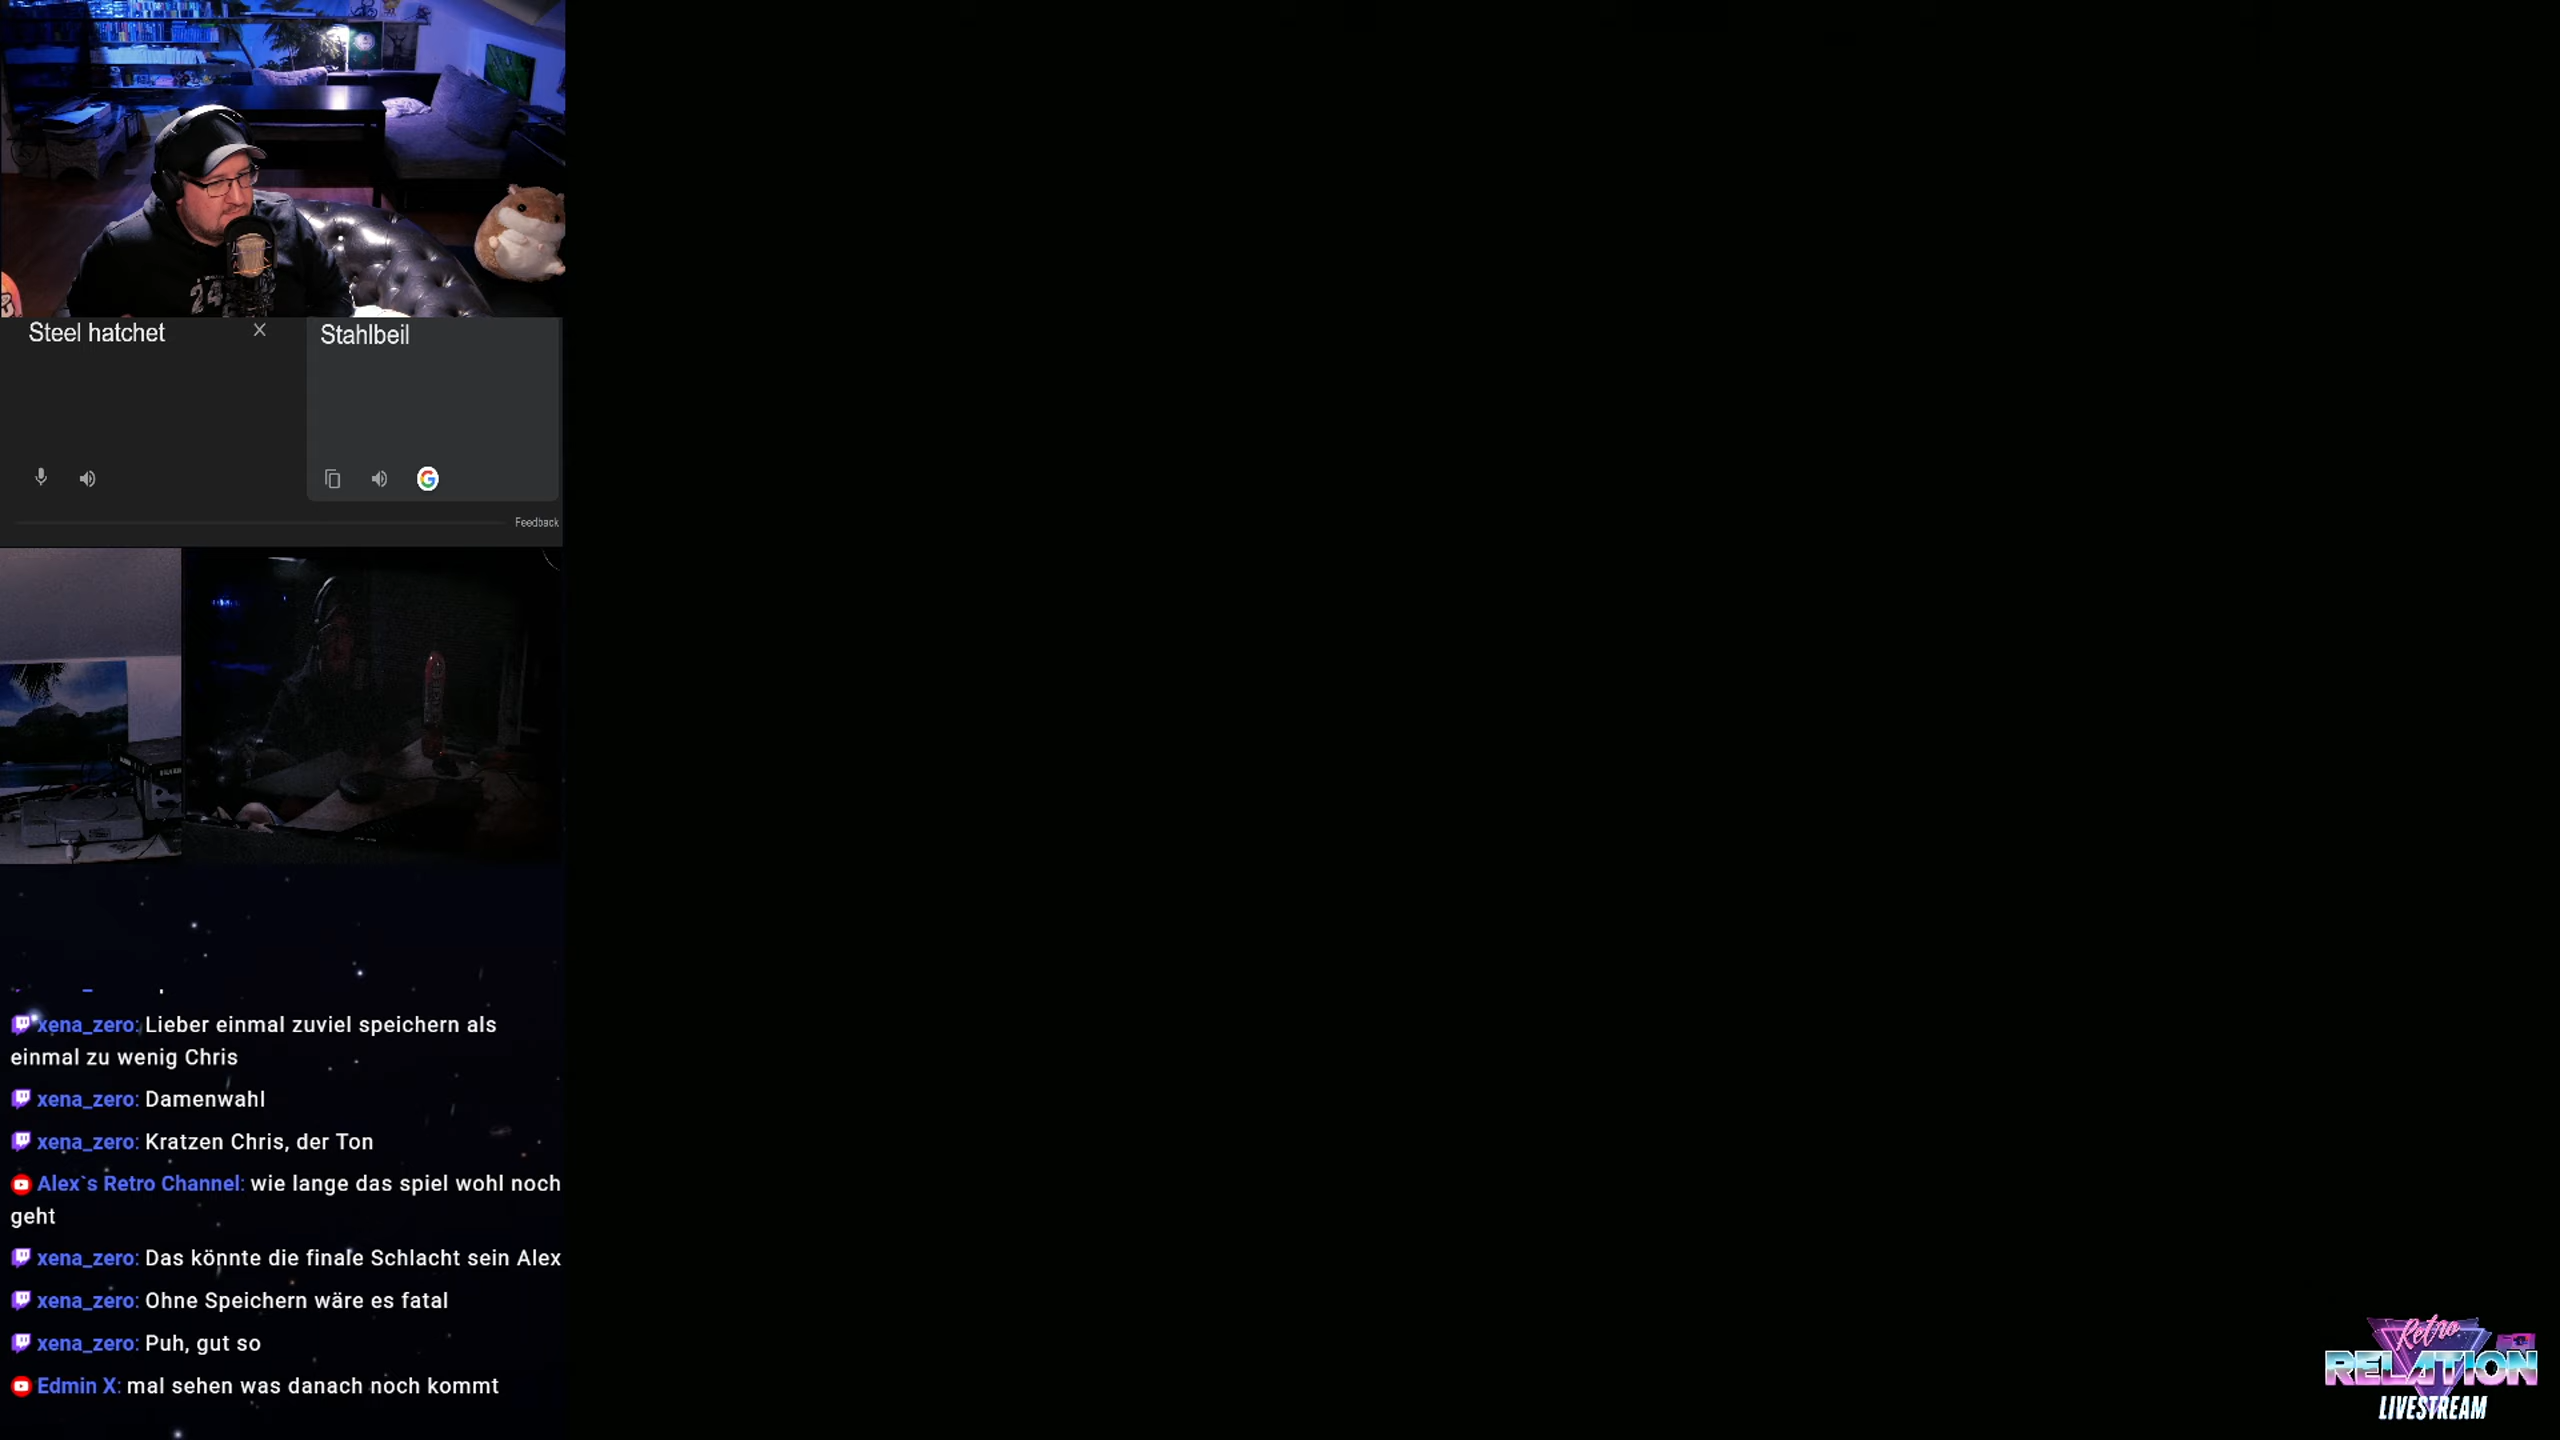 24
Steel hatchet
Stahlbeil
Feedback
xena_zero: Lieber einmal zuviel speichern als
einmal zu wenig Chris
xena_zero: Damenwahl
xena_zero: Kratzen Chris, der Ton
Alex`s Retro Channel: wie lange das spiel wohl noch
geht
xena_zero: Das könnte die finale Schlacht sein Alex
xena_zero: Ohne Speichern wäre es fatal
xena_zero: Puh, gut so
Edmin X: mal sehen was danach noch kommt
Retro
RELATION
LIVESTREAM